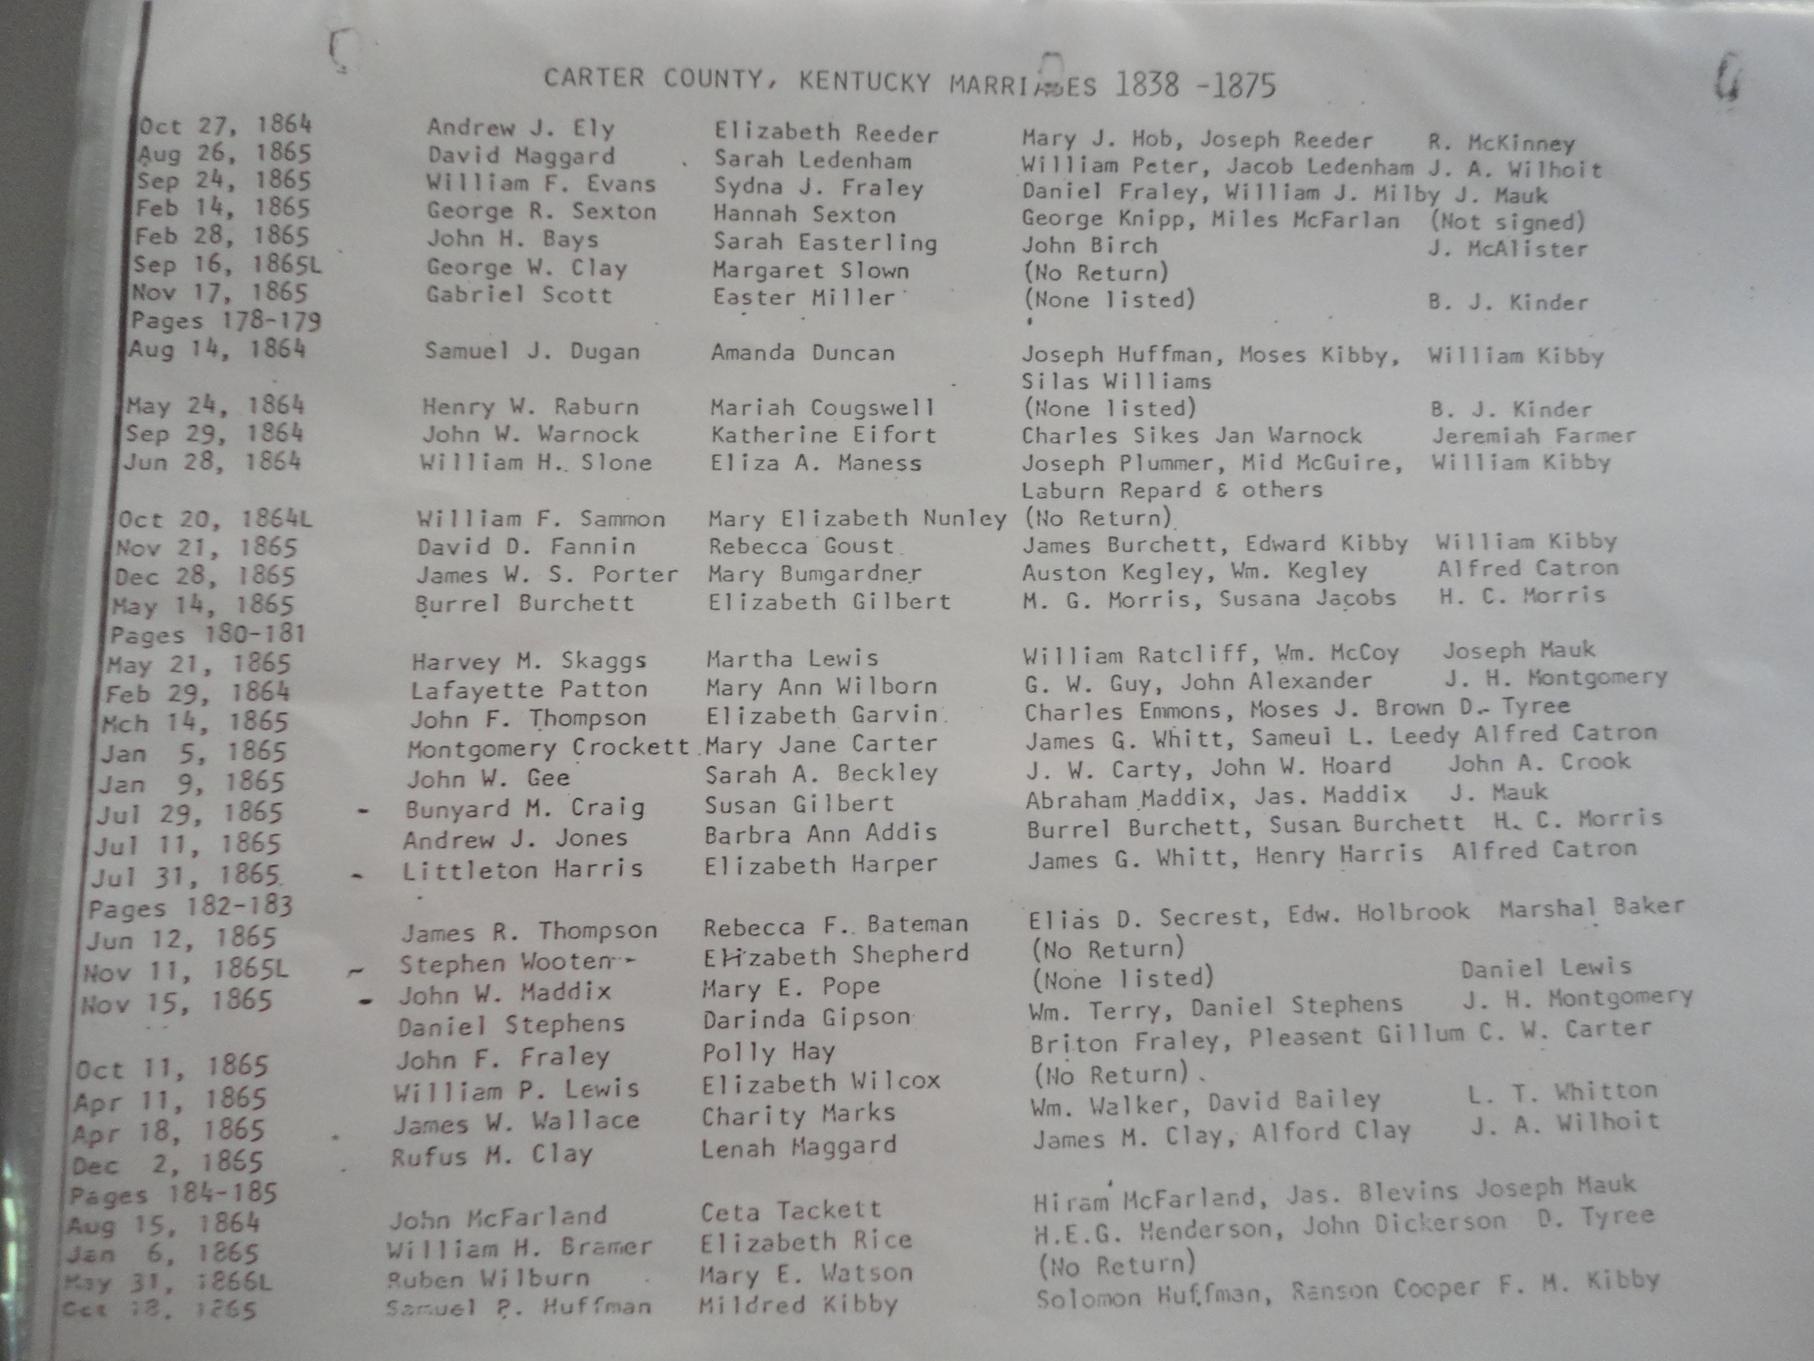 CARTER COUNTY, KENTUCKY MARRIAGES 1838 -1875
Oct 27, 1864 Andrew J. Ely Elizabeth Reeder Mary J. Hob, Joseph Reeder R. McKinney
Aug 26, 1865 David Maggard Sarah Ledenham William Peter, Jacob Ledenham J. A. Wilhoit
Sep 24, 1865 William F. Evans Sydna J. Fraley Daniel Fraley, William J. Milby J. Mauk
Feb 14, 1865 George R. Sexton Hannah Sexton George Knipp, Miles McFarlan (Not signed)
Feb 28, 1865 John H. Bays Sarah Easterling John Birch J. McAlister
Sep 16, 1865L George W. Clay Margaret Slown (No Return)
Nov 17, 1865 Gabriel Scott Easter Miller (None listed) B. J. Kinder
Pages 178-179
Aug 14, 1864 Samuel J. Dugan Amanda Duncan Joseph Huffman, Moses Kibby, William Kibby
Silas Williams
May 24, 1864 Henry W. Raburn Mariah Cougswell (None listed) B. J. Kinder
Sep 29, 1864 John W. Warnock Katherine Eifort Charles Sikes Jan Warnock Jeremiah Farmer
Jun 28, 1864 William H. Slone Eliza A. Maness Joseph Plummer, Mid McGuire, William Kibby
Laburn Repard & others
Oct 20, 1864L William F. Sammon Mary Elizabeth Nunley (No Return)
Nov 21, 1865 David D. Fannin Rebecca Goust James Burchett, Edward Kibby William Kibby
Dec 28, 1865 James W. S. Porter Mary Bumgardner Auston Kegley, Wm. Kegley Alfred Catron
May 14, 1865 Burrel Burchett Elizabeth Gilbert M. G. Morris, Susana Jacobs H. C. Morris
Pages 180-181
May 21, 1865 Harvey M. Skaggs Martha Lewis William Ratcliff, Wm. McCoy Joseph Mauk
Feb 29, 1864 Lafayette Patton Mary Ann Wilborn G. W. Guy, John Alexander J. H. Montgomery
Mch 14, 1865 John F. Thompson Elizabeth Garvin Charles Emmons, Moses J. Brown D. Tyree
Jan 5, 1865 Montgomery Crockett Mary Jane Carter James G. Whitt, Sameul L. Leedy Alfred Catron
Jan 9, 1865 John W. Gee Sarah A. Beckley J. W. Carty, John W. Hoard John A. Crook
Jul 29, 1865 - Bunyard M. Craig Susan Gilbert Abraham Maddix, Jas. Maddix J. Mauk
Jul 11, 1865 Andrew J. Jones Barbra Ann Addis Burrel Burchett, Susan Burchett H. C. Morris
Jul 31, 1865 - Littleton Harris Elizabeth Harper James G. Whitt, Henry Harris Alfred Catron
Pages 182-183
Jun 12, 1865 James R. Thompson Rebecca F. Bateman Elias D. Secrest, Edw. Holbrook Marshal Baker
Nov 11, 1865L - Stephen Wooten Elizabeth Shepherd (No Return)
Nov 15, 1865 - John W. Maddix Mary E. Pope (None listed) Daniel Lewis
Daniel Stephens Darinda Gipson Wm. Terry, Daniel Stephens J. H. Montgomery
Oct 11, 1865 John F. Fraley Polly Hay Briton Fraley, Pleasent Gillum C. W. Carter
Apr 11, 1865 William P. Lewis Elizabeth Wilcox (No Return)
Apr 18, 1865 James W. Wallace Charity Marks Wm. Walker, David Bailey L. T. Whitton
Dec 2, 1865 Rufus M. Clay Lenah Maggard James M. Clay, Alford Clay J. A. Wilhoit
Pages 184-185
Aug 15, 1864 John McFarland Ceta Tackett Hiram McFarland, Jas. Blevins Joseph Mauk
Jan 6, 1865 William H. Bramer Elizabeth Rice H.E.G. Henderson, John Dickerson D. Tyree
May 31, 1866L Ruben Wilburn Mary E. Watson (No Return)
Oct 18, 1865 Samuel P. Huffman Mildred Kibby Solomon Huffman, Ranson Cooper F. M. Kibby